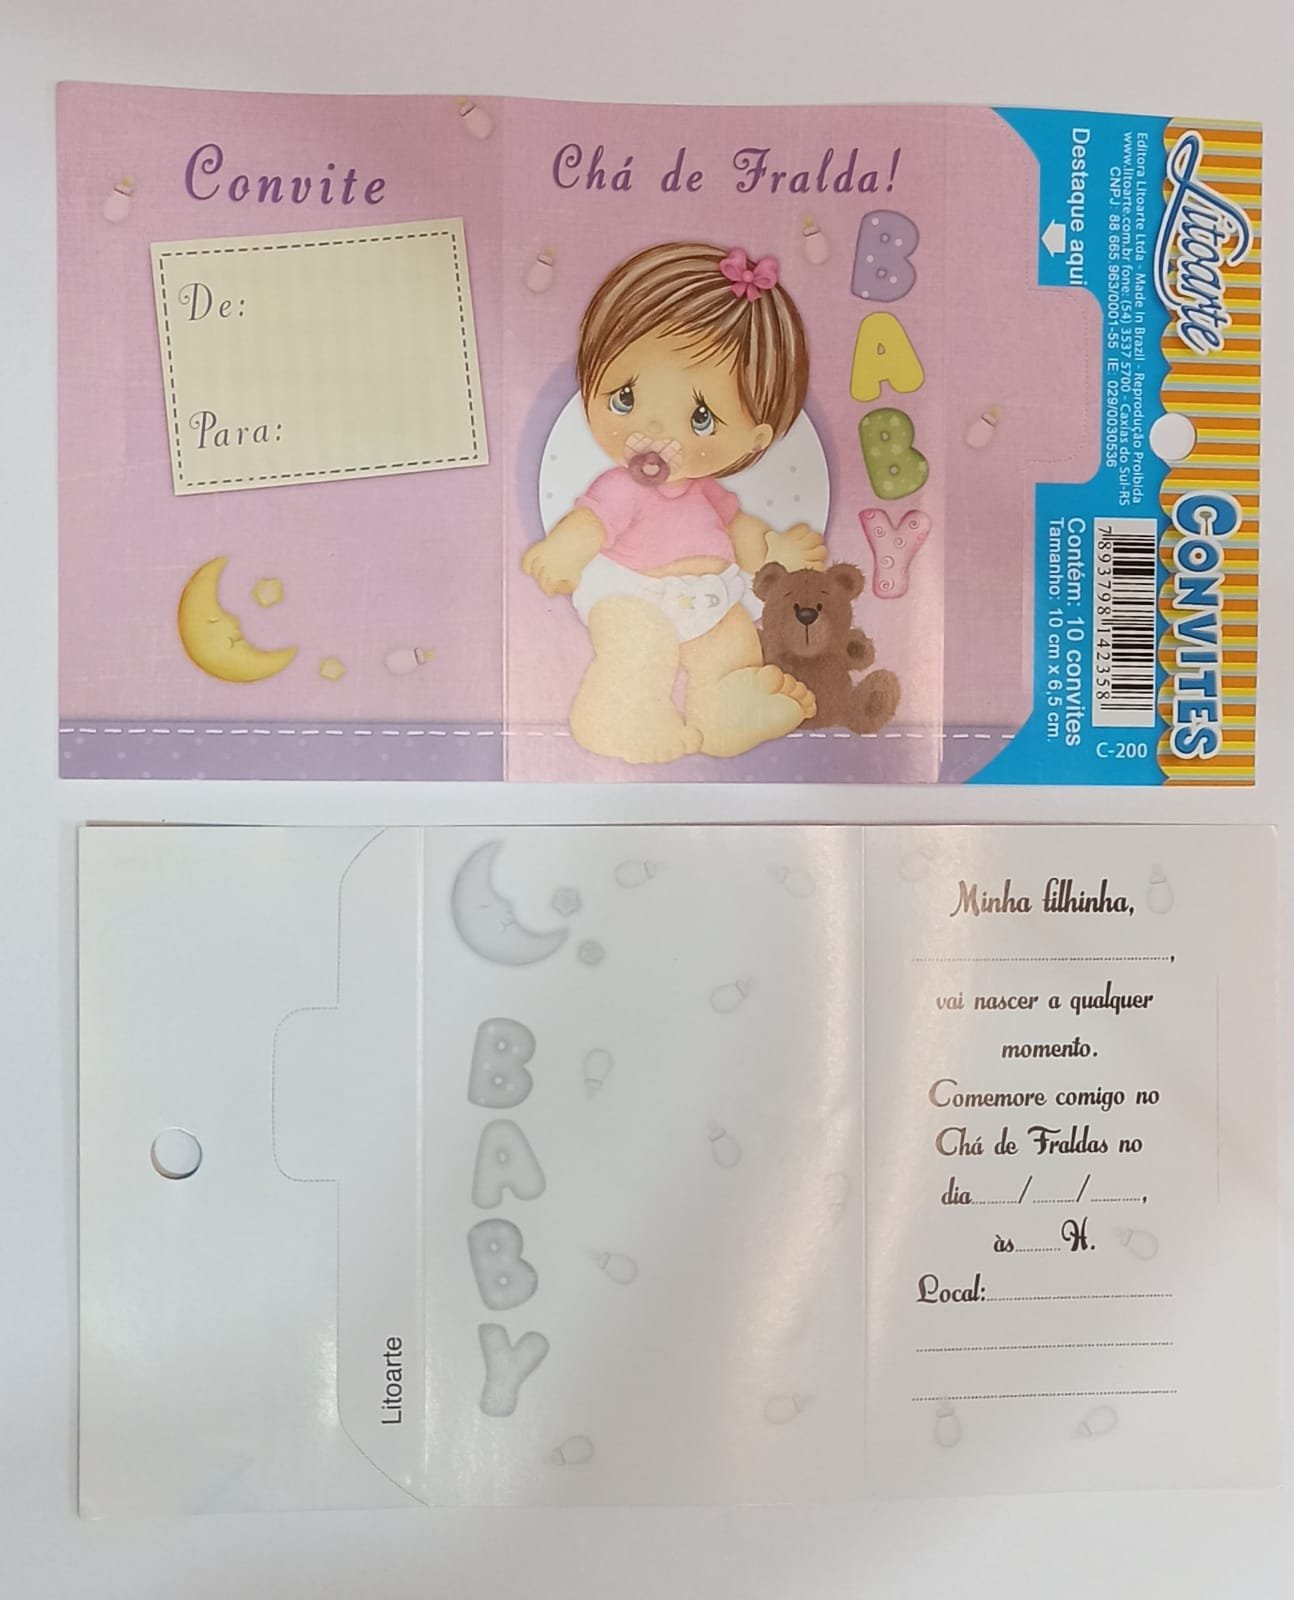 Convite
De:
Para:
Chá de Fralda!
BABY
Destaque aqui
Editora Litoarte Ltda - Made In Brazil - Reprodução Proibida
www.litoarte.com.br fone: (54) 3537 5700 - Caxias do Sul-RS
CNPJ: 88.665.963/0001-55 IE: 029/0030536
Litoarte
CONVITES
7893798142358
Contém: 10 convites
Tamanho: 10 cm x 6,5 cm.
C-200
Litoarte
BABY
Minha filhinha,
,
vai nascer a qualquer
momento.
Comemore comigo no
Chá de Fraldas no
dia........../........../...........,
às...........H.
Local: